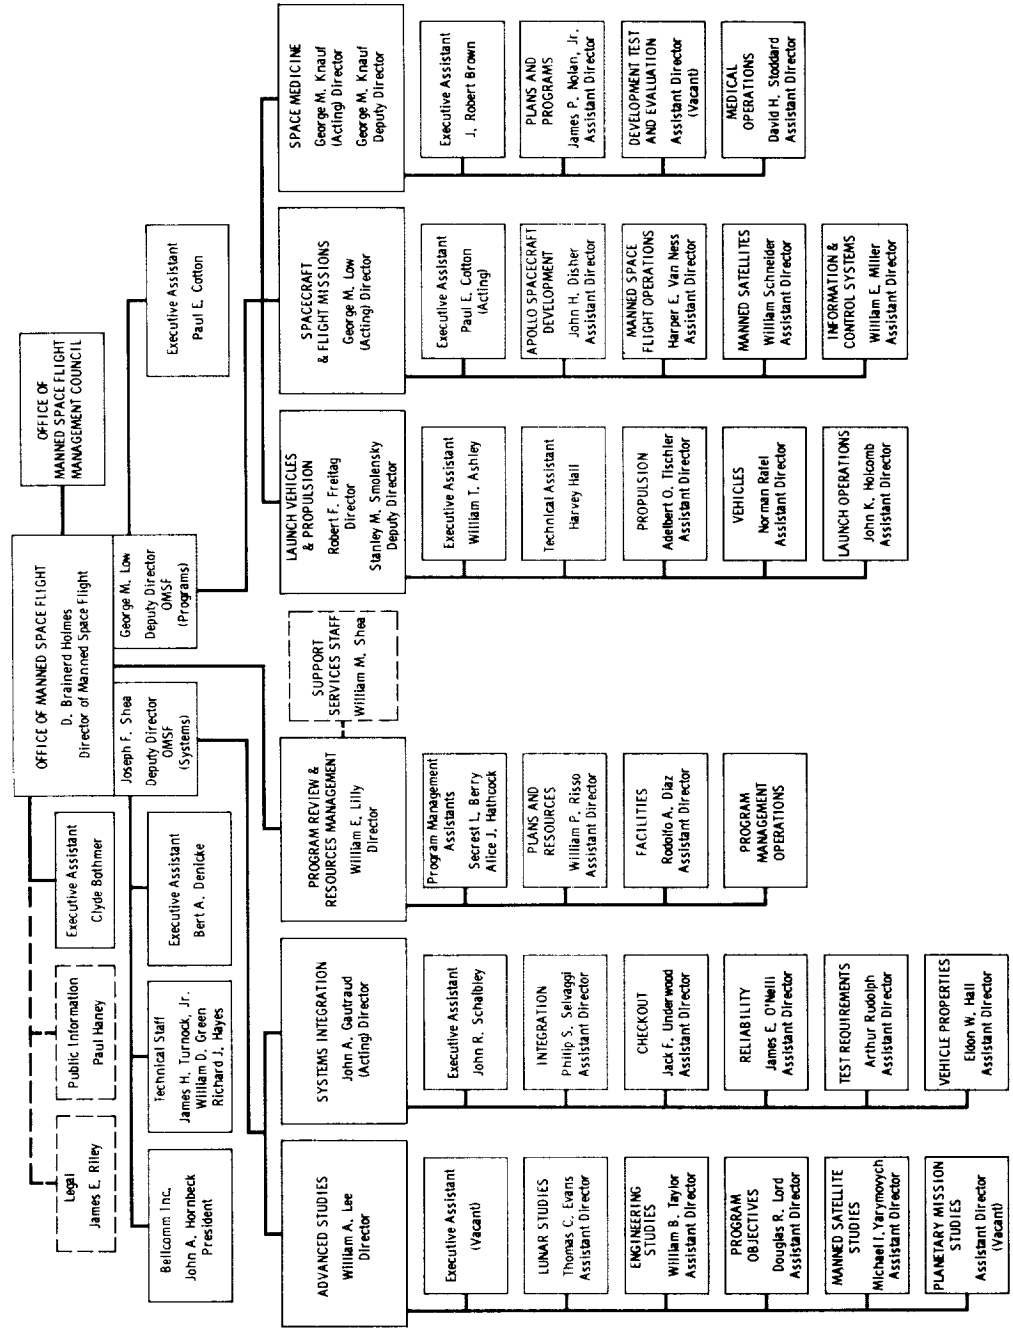 OFFICE OF
MANNED SPACE FLIGHT
MANAGEMENT COUNCIL
OFFICE OF MANNED SPACE FLIGHT
D. Brainerd Holmes
Director of Manned Space Flight
Joseph F. Shea
Deputy Director
OMSF
(Systems)
George M. Low
Deputy Director
OMSF
(Programs)
Legal
James E. Riley
Public Information
Paul Haney
Executive Assistant
Clyde Bothmer
Bellcomm Inc.
John A. Hornbeck
President
Technical Staff
James H. Turnock, Jr.
William D. Green
Richard J. Hayes
Executive Assistant
Bert A. Denicke
Executive Assistant
Paul E. Cotton
ADVANCED STUDIES
William A. Lee
Director
Executive Assistant
(Vacant)
LUNAR STUDIES
Thomas C. Evans
Assistant Director
ENGINEERING
STUDIES
William B. Taylor
Assistant Director
PROGRAM
OBJECTIVES
Douglas R. Lord
Assistant Director
MANNED SATELLITE
STUDIES
Michael I. Yarymovych
Assistant Director
PLANETARY MISSION
STUDIES
Assistant Director
(Vacant)
SYSTEMS INTEGRATION
John A. Gautraud
(Acting) Director
Executive Assistant
John R. Schaibley
INTEGRATION
Philip S. Selvaggi
Assistant Director
CHECKOUT
Jack F. Underwood
Assistant Director
RELIABILITY
James E. O'Neill
Assistant Director
TEST REQUIREMENTS
Arthur Rudolph
Assistant Director
VEHICLE PROPERTIES
Eldon W. Hall
Assistant Director
PROGRAM REVIEW &
RESOURCES MANAGEMENT
William E. Lilly
Director
SUPPORT
SERVICES STAFF
William M. Shea
Program Management
Assistants
Secrest L. Berry
Alice J. Hathcock
PLANS AND
RESOURCES
William P. Risso
Assistant Director
FACILITIES
Rodolfo A. Diaz
Assistant Director
PROGRAM
MANAGEMENT
OPERATIONS
LAUNCH VEHICLES
& PROPULSION
Robert F. Freitag
Director
Stanley M. Smolensky
Deputy Director
Executive Assistant
William T. Ashley
Technical Assistant
Harvey Hall
PROPULSION
Adelbert O. Tischler
Assistant Director
VEHICLES
Norman Rafel
Assistant Director
LAUNCH OPERATIONS
John K. Holcomb
Assistant Director
SPACECRAFT
& FLIGHT MISSIONS
George M. Low
(Acting) Director
Executive Assistant
Paul E. Cotton
(Acting)
APOLLO SPACECRAFT
DEVELOPMENT
John H. Disher
Assistant Director
MANNED SPACE
FLIGHT OPERATIONS
Harper E. Van Ness
Assistant Director
MANNED SATELLITES
William Schneider
Assistant Director
INFORMATION &
CONTROL SYSTEMS
William E. Miller
Assistant Director
SPACE MEDICINE
George M. Knauf
(Acting) Director
George M. Knauf
Deputy Director
Executive Assistant
J. Robert Brown
PLANS AND
PROGRAMS
James P. Nolan, Jr.
Assistant Director
DEVELOPMENT TEST
AND EVALUATION
Assistant Director
(Vacant)
MEDICAL
OPERATIONS
David H. Stoddard
Assistant Director